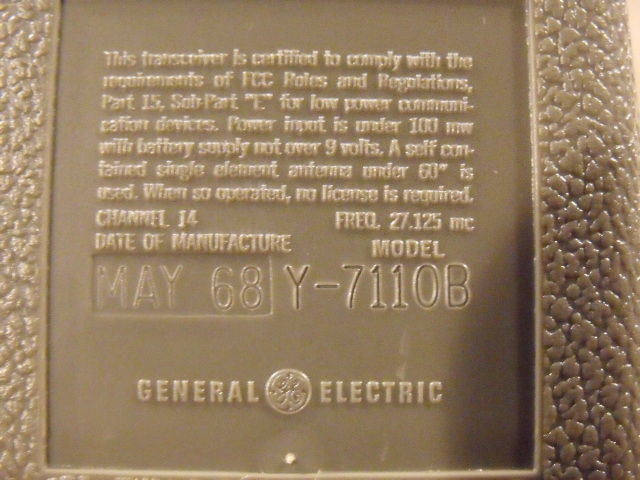 This transceiver is certified to comply with the
requirements of FCC Rules and Regulations,
Part 15, Sub-Part "E" for low power communi-
cation devices. Power input is under 100 mw
with battery supply not over 9 volts. A self con-
tained single element antenna under 60" is
used. When so operated, no license is required.
CHANNEL 14 FREQ. 27.125 mc
DATE OF MANUFACTURE MODEL
MAY 68 Y-7110B
GENERAL GE ELECTRIC